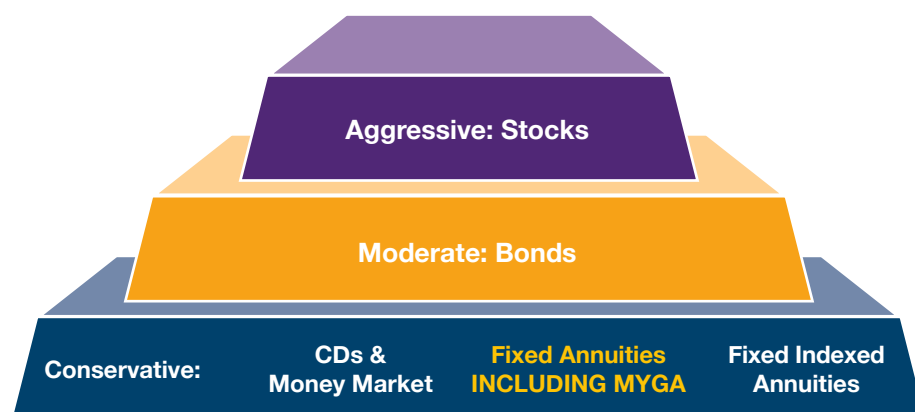 Aggressive: Stocks
Moderate: Bonds
Conservative:
CDs &
Money Market
Fixed Annuities
INCLUDING MYGA
Fixed Indexed
Annuities